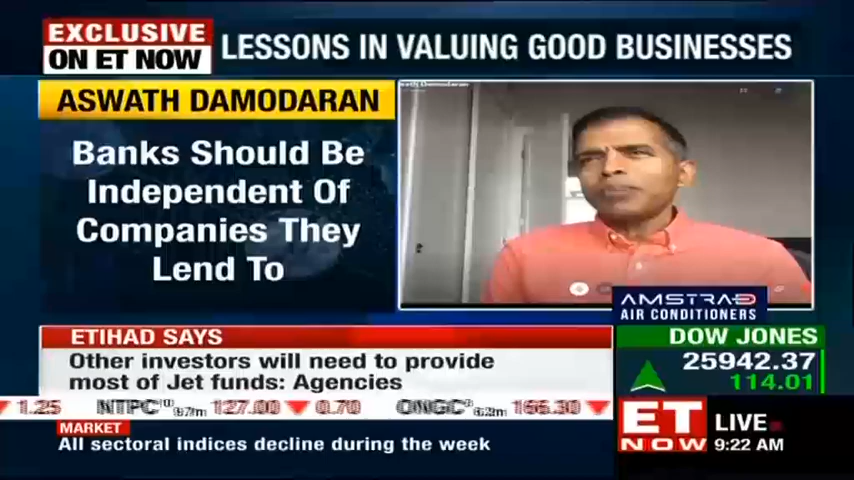 EXCLUSIVE
ON ET NOW
LESSONS IN VALUING GOOD BUSINESSES
ASWATH DAMODARAN
Banks Should Be
Independent Of
Companies They
Lend To
Damodaran
AMSTRAD
AIR CONDITIONERS
ETIHAD SAYS
Other investors will need to provide
most of Jet funds: Agencies
DOW JONES
25942.37
114.01
1.25 NTPC 127.00 0.70 ONGC 166.30
MARKET
All sectoral indices decline during the week
ET
NOW
LIVE
9:22 AM